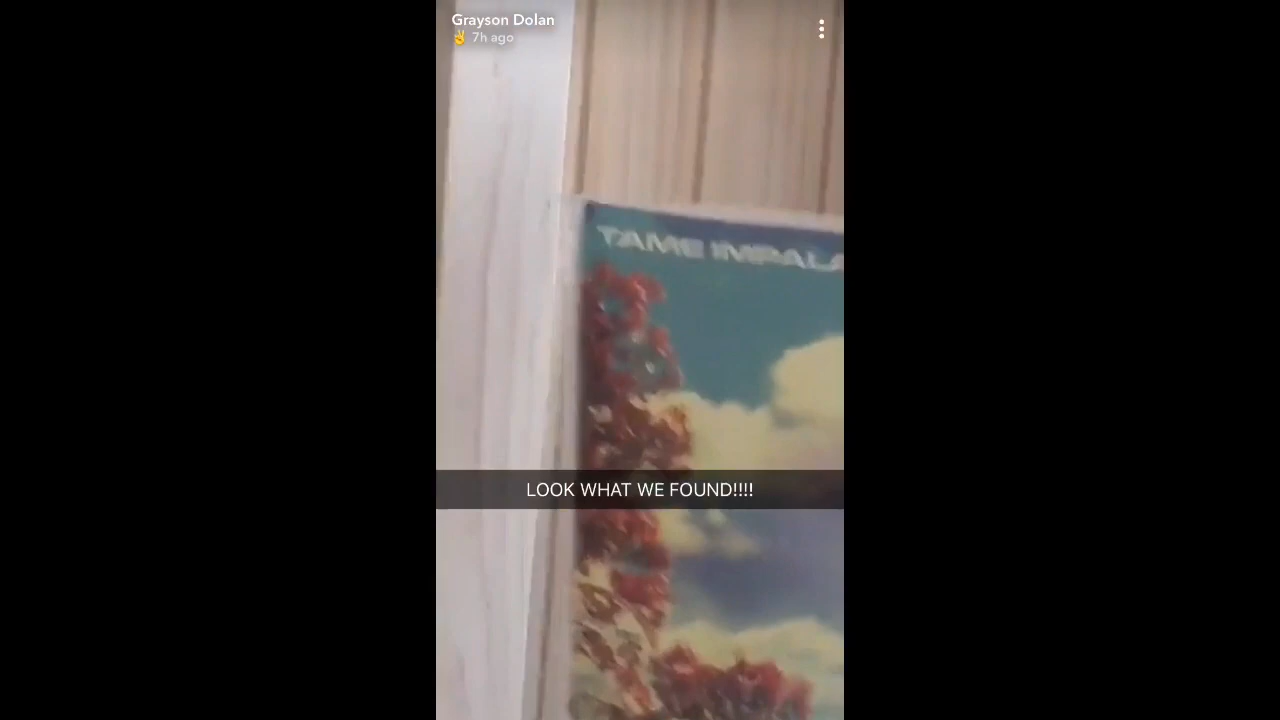 Grayson Dolan
✌️ 7h ago
TAME IMPALA
LOOK WHAT WE FOUND!!!!